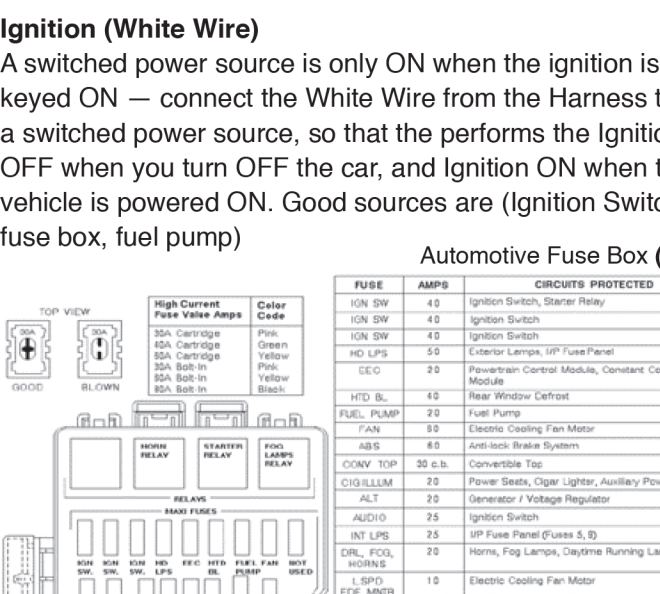 Ignition (White Wire)
A switched power source is only ON when the ignition is
keyed ON — connect the White Wire from the Harness t
a switched power source, so that the performs the Ignitio
OFF when you turn OFF the car, and Ignition ON when t
vehicle is powered ON. Good sources are (Ignition Switc
fuse box, fuel pump)
Automotive Fuse Box (
TOP VIEW
30A 30A
GOOD BLOWN
High Current Color
Fuse Value Amps Code
30A Cartridge Pink
40A Cartridge Green
50A Cartridge Yellow
30A Bolt-In Pink
60A Bolt-In Yellow
80A Bolt-In Black
HORN RELAY
STARTER RELAY
FOG LAMPS RELAY
RELAYS
MAXI FUSES
IGN SW. IGN SW. IGN SW. HD LPS EEC HTD BL FUEL PUMP FAN NOT USED
FUSE AMPS CIRCUITS PROTECTED
IGN SW 40 Ignition Switch, Starter Relay
IGN SW 40 Ignition Switch
IGN SW 40 Ignition Switch
HD LPS 50 Exterior Lamps, I/P Fuse Panel
EEC 20 Powertrain Control Module, Constant Co
Module
HTD BL 40 Rear Window Defrost
FUEL PUMP 20 Fuel Pump
FAN 60 Electric Cooling Fan Motor
ABS 60 Anti-lock Brake System
CONV TOP 30 c.b. Convertible Top
CIGILLUM 20 Power Seats, Cigar Lighter, Auxiliary Pow
ALT 20 Generator / Voltage Regulator
AUDIO 25 Ignition Switch
INT LPS 25 I/P Fuse Panel (Fuses 5, 9)
DRL, FOG, 20 Horns, Fog Lamps, Daytime Running La
HORNS
LSPD 10 Electric Cooling Fan Motor
FDE MNTR